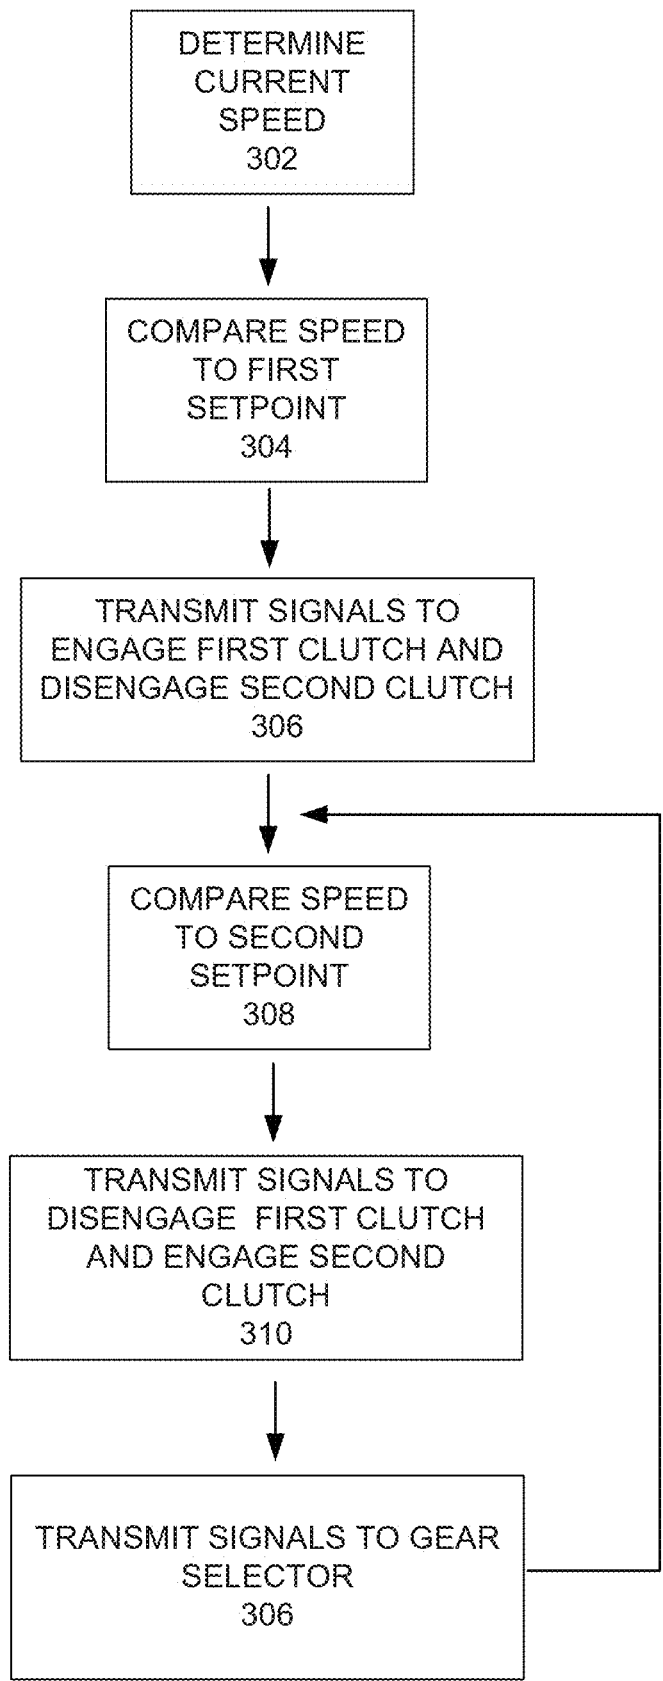 DETERMINE
CURRENT
SPEED
302
COMPARE SPEED
TO FIRST
SETPOINT
304
TRANSMIT SIGNALS TO
ENGAGE FIRST CLUTCH AND
DISENGAGE SECOND CLUTCH
306
COMPARE SPEED
TO SECOND
SETPOINT
308
TRANSMIT SIGNALS TO
DISENGAGE FIRST CLUTCH
AND ENGAGE SECOND
CLUTCH
310
TRANSMIT SIGNALS TO GEAR
SELECTOR
306